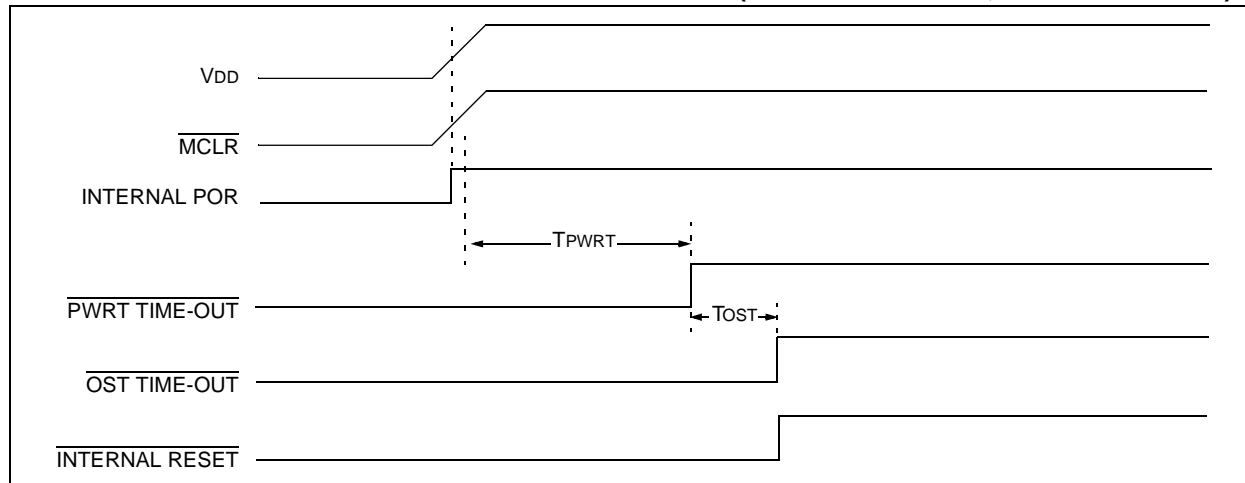 VDD
MCLR
INTERNAL POR
TPWRT
PWRT TIME-OUT
TOST
OST TIME-OUT
INTERNAL RESET